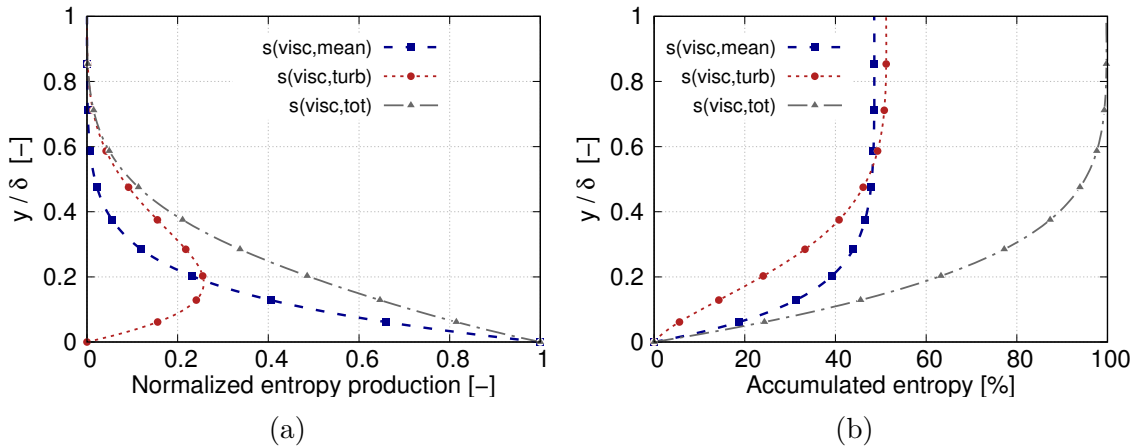 y / δ [–]
1
0.8
0.6
0.4
0.2
0
s(visc,mean)
s(visc,turb)
s(visc,tot)
0 0.2 0.4 0.6 0.8 1
Normalized entropy production [–]
(a)
y / δ [–]
1
0.8
0.6
0.4
0.2
0
s(visc,mean)
s(visc,turb)
s(visc,tot)
0 20 40 60 80 100
Accumulated entropy [%]
(b)